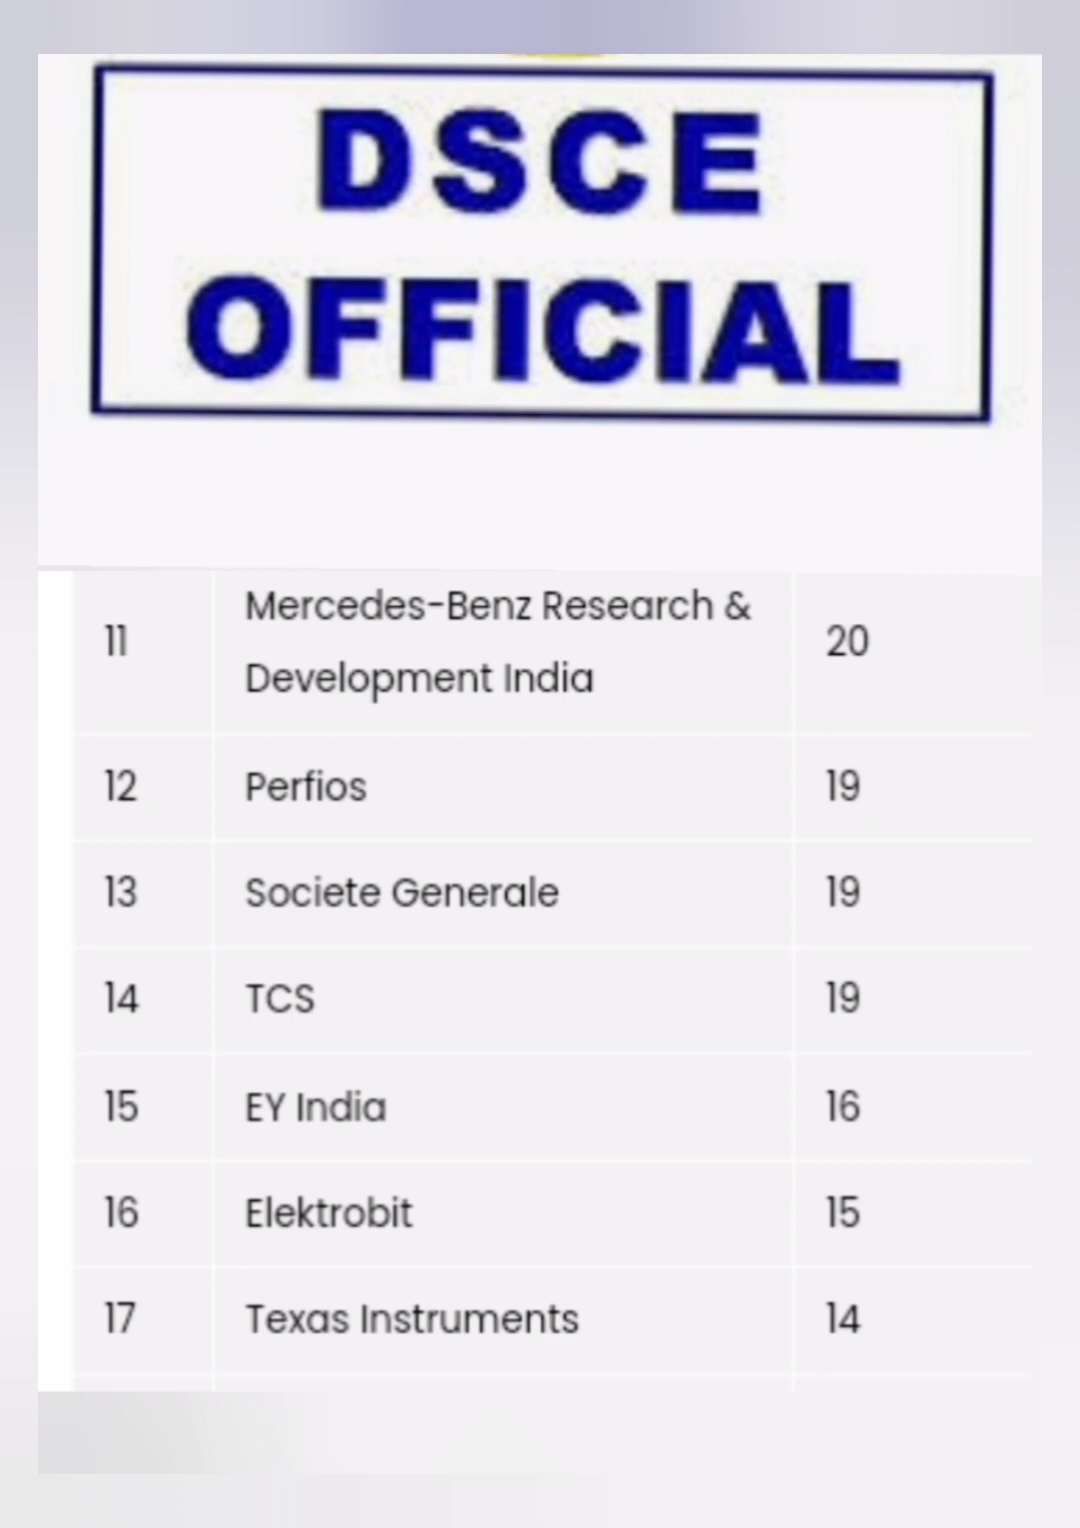 DSCE
OFFICIAL
11 Mercedes-Benz Research & Development India 20
12 Perfios 19
13 Societe Generale 19
14 TCS 19
15 EY India 16
16 Elektrobit 15
17 Texas Instruments 14